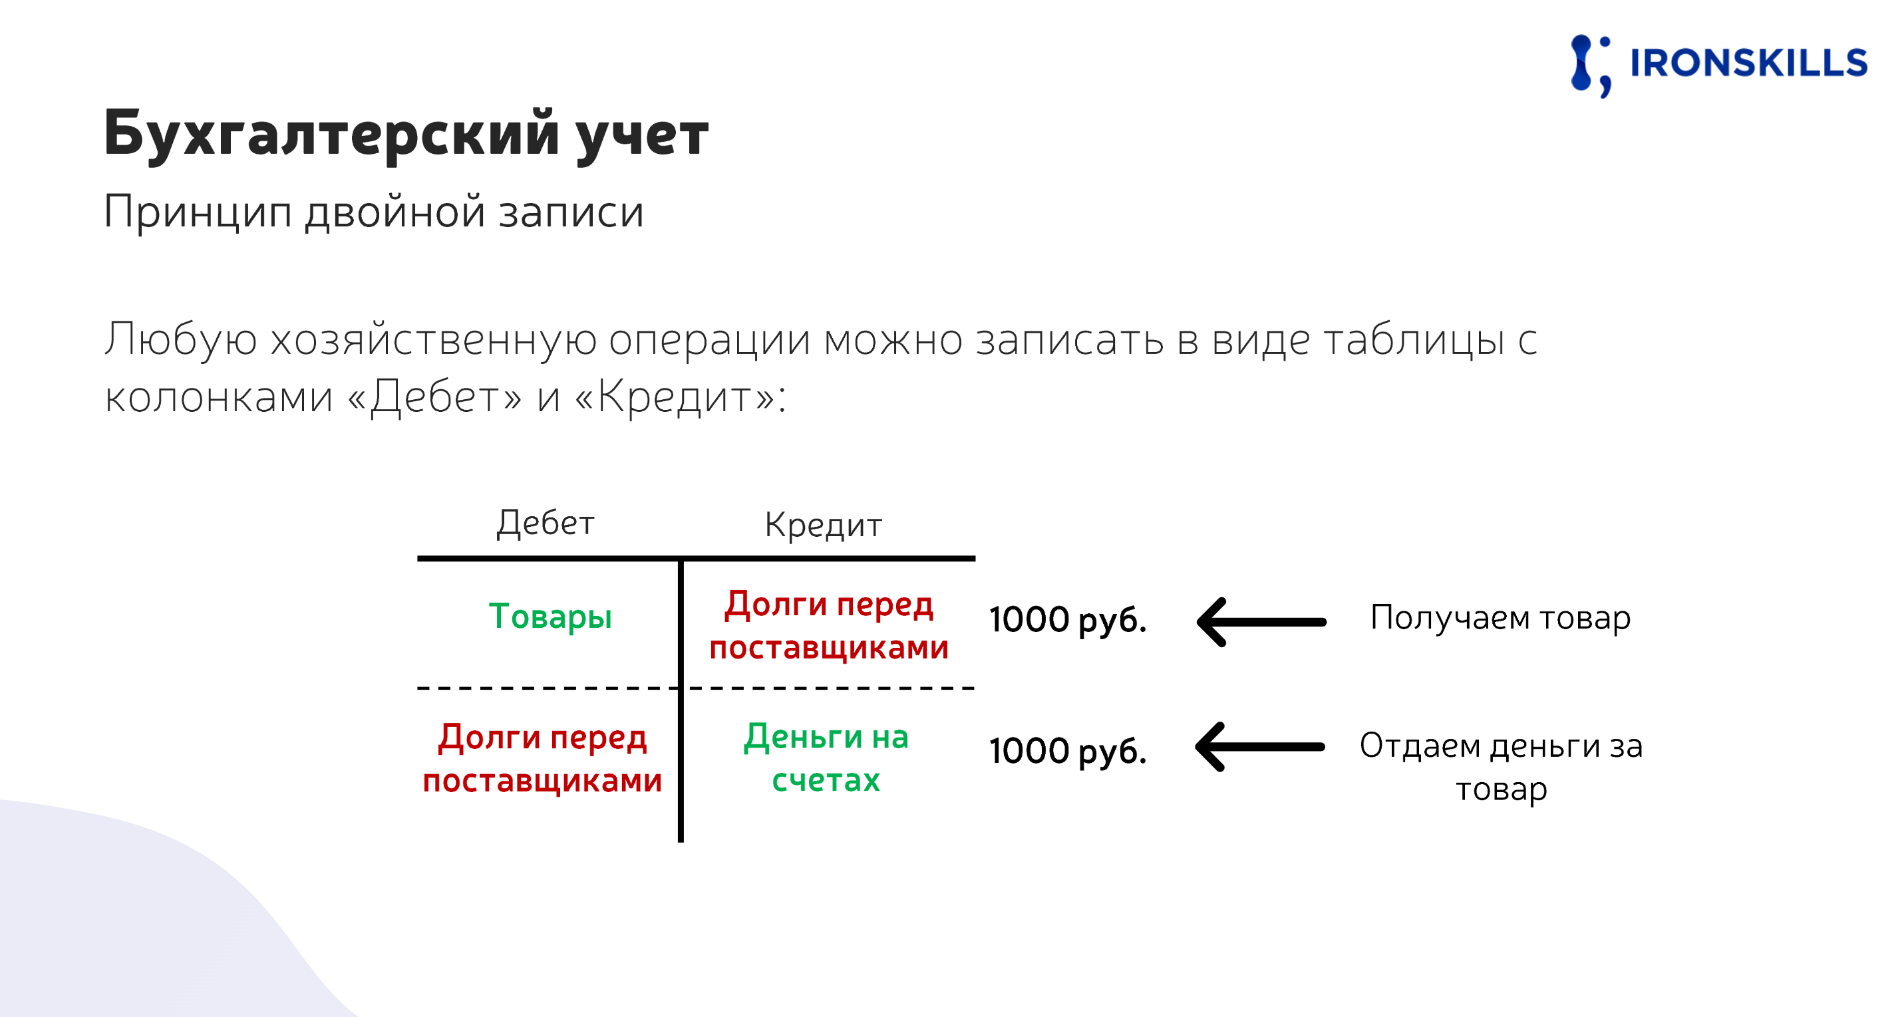 IRONSKILLS
Бухгалтерский учет
Принцип двойной записи
Любую хозяйственную операции можно записать в виде таблицы с
колонками «Дебет» и «Кредит»:
Дебет
Кредит
Товары
Долги перед
поставщиками
1000 руб.
Получаем товар
Долги перед
поставщиками
Деньги на
счетах
1000 руб.
Отдаем деньги за
товар